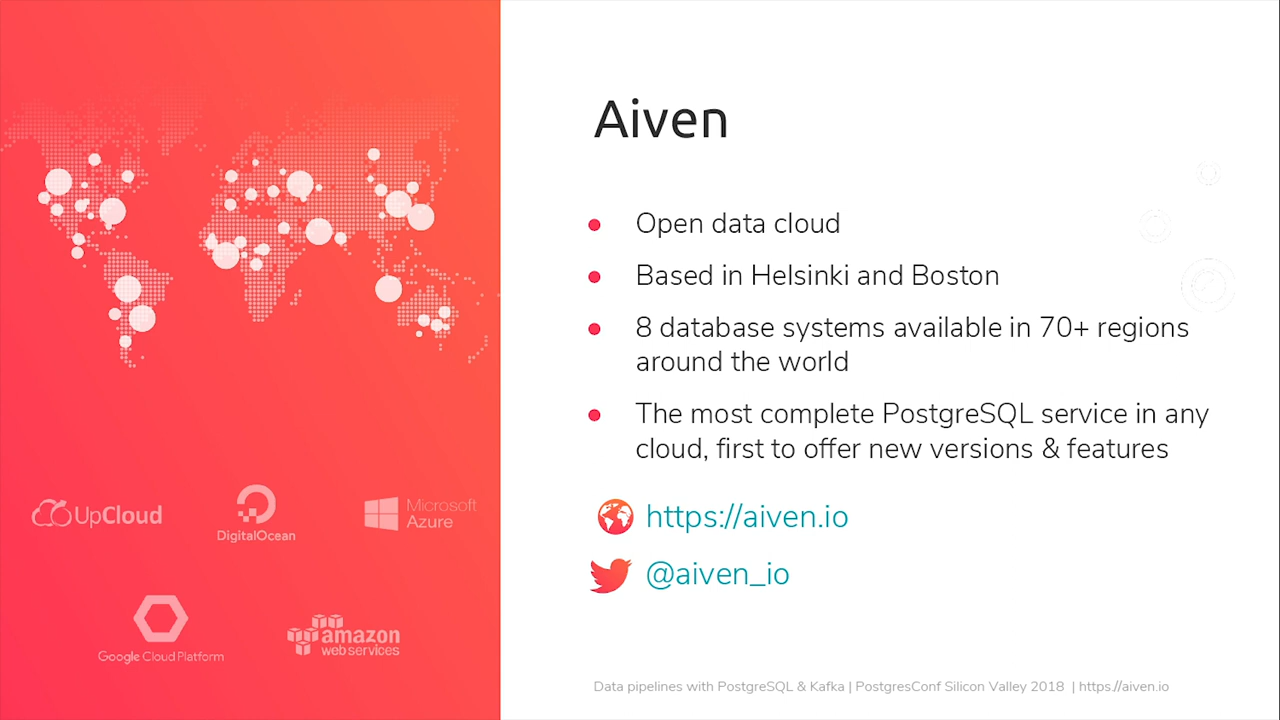 Aiven
Open data cloud
Based in Helsinki and Boston
8 database systems available in 70+ regions
around the world
The most complete PostgreSQL service in any
cloud, first to offer new versions & features
https://aiven.io
@aiven_io
UpCloud
DigitalOcean
Microsoft
Azure
Google Cloud Platform
amazon
web services
Data pipelines with PostgreSQL & Kafka | PostgresConf Silicon Valley 2018 | https://aiven.io